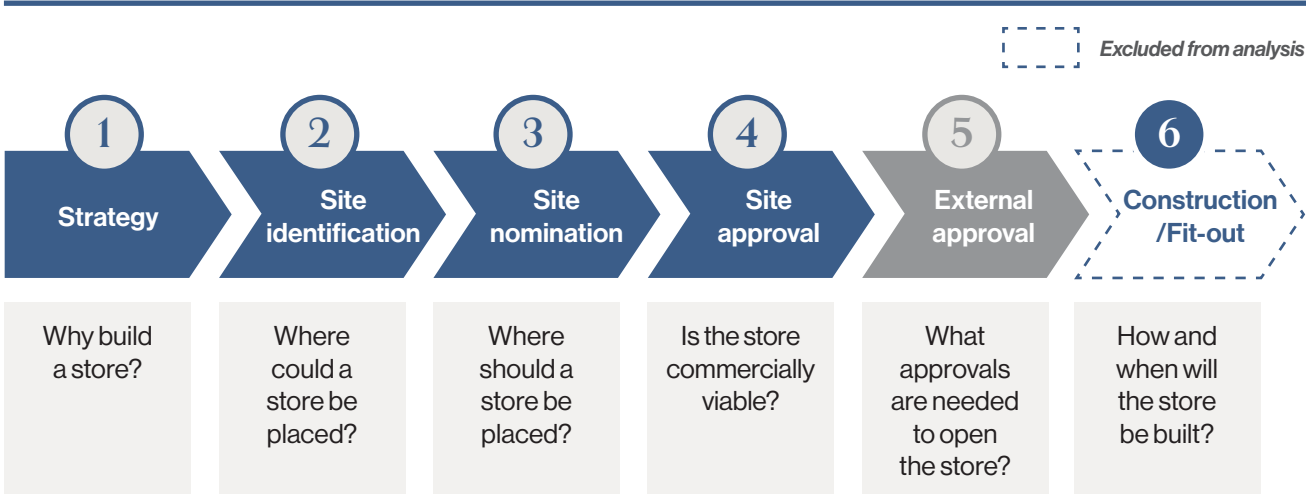 Excluded from analysis
1
2
3
4
5
6
Strategy
Site
identification
Site
nomination
Site
approval
External
approval
Construction
/Fit-out
Why build
a store?
Where
could a
store be
placed?
Where
should a
store be
placed?
Is the store
commercially
viable?
What
approvals
are needed
to open
the store?
How and
when will
the store
be built?